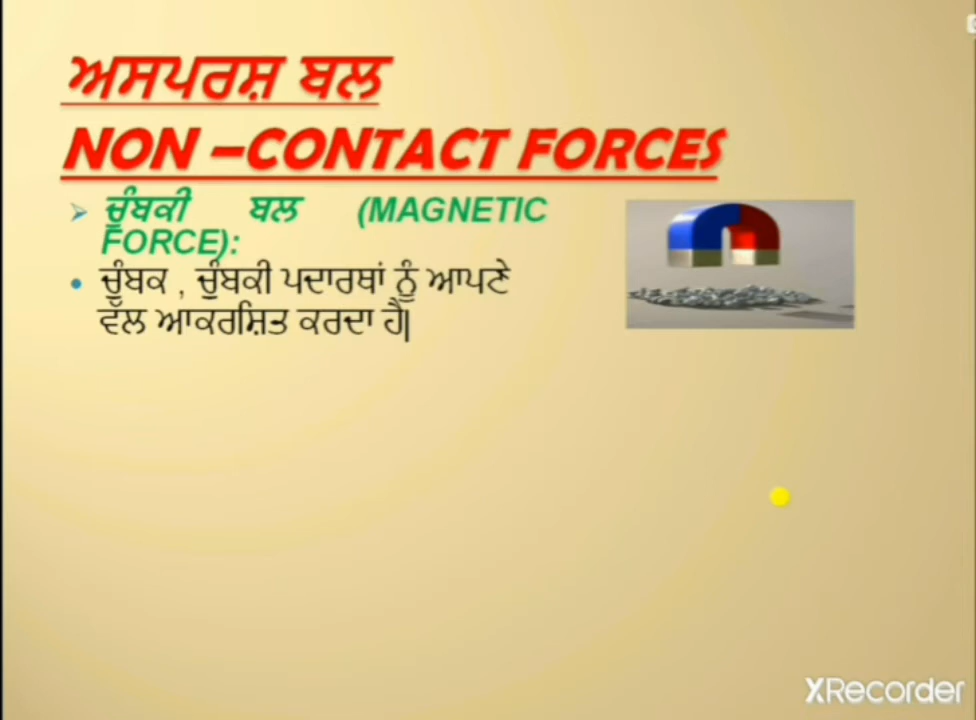 ਅਸਪਰਸ਼ ਬਲ
NON –CONTACT FORCES
ਚੁੰਬਕੀ ਬਲ (MAGNETIC
FORCE):
ਚੁੰਬਕ , ਚੁੰਬਕੀ ਪਦਾਰਥਾਂ ਨੂੰ ਆਪਣੇ
ਵੱਲ ਆਕਰਸ਼ਿਤ ਕਰਦਾ ਹੈ|
XRecorder